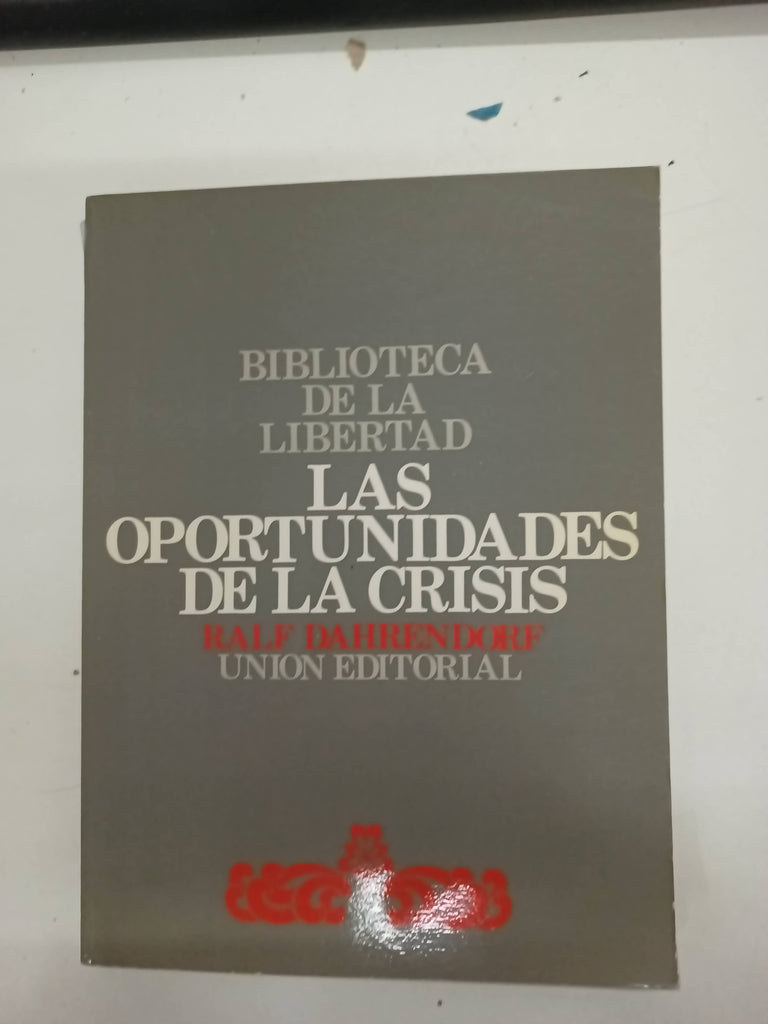 BIBLIOTECA
DE LA
LIBERTAD
LAS
OPORTUNIDADES
DE LA CRISIS
RALF DAHRENDORF
UNION EDITORIAL